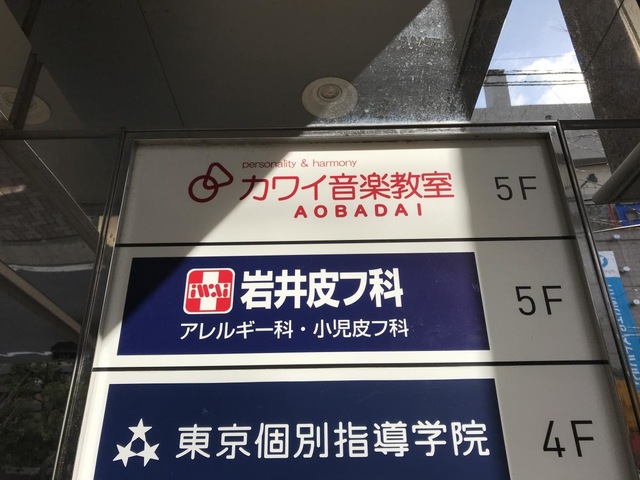 personality & harmony
カワイ音楽教室 5F
AOBADAI
iWai 岩井皮フ科 5F
アレルギー科・小児皮フ科
東京個別指導学院 4F